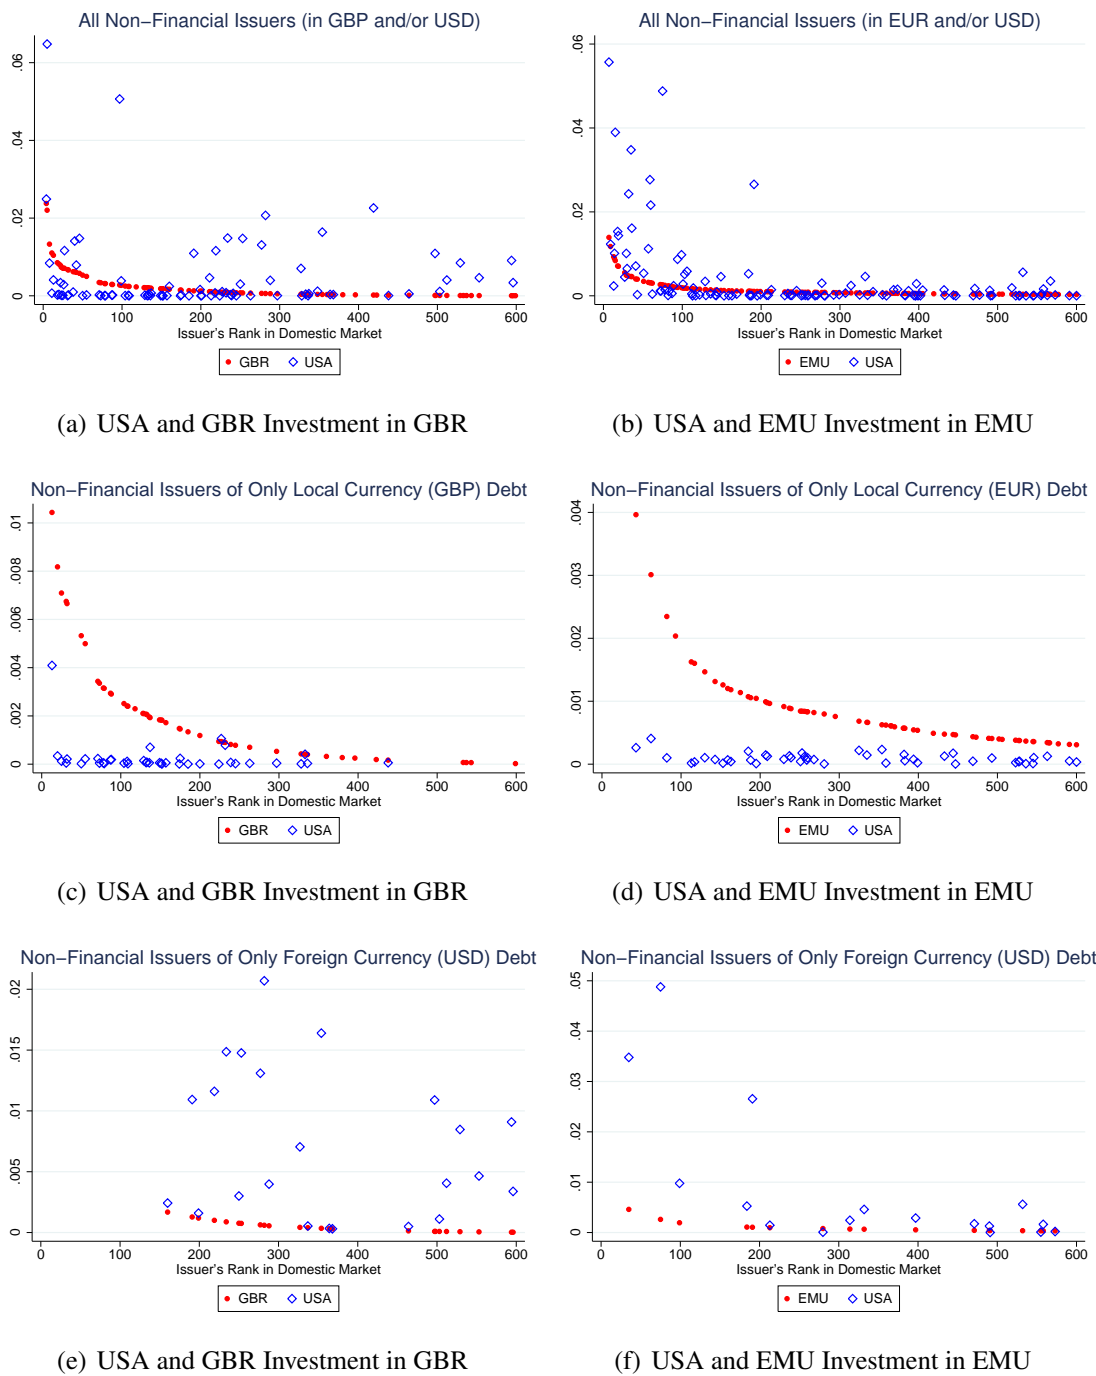 All Non−Financial Issuers (in GBP and/or USD)
0 .02 .04 .06
0 100 200 300 400 500 600
Issuer's Rank in Domestic Market
GBR USA
(a) USA and GBR Investment in GBR
All Non−Financial Issuers (in EUR and/or USD)
0 .02 .04 .06
0 100 200 300 400 500 600
Issuer's Rank in Domestic Market
EMU USA
(b) USA and EMU Investment in EMU
Non−Financial Issuers of Only Local Currency (GBP) Debt
0 .002 .004 .006 .008 .01
0 100 200 300 400 500 600
Issuer's Rank in Domestic Market
GBR USA
(c) USA and GBR Investment in GBR
Non−Financial Issuers of Only Local Currency (EUR) Debt
0 .001 .002 .003 .004
0 100 200 300 400 500 600
Issuer's Rank in Domestic Market
EMU USA
(d) USA and EMU Investment in EMU
Non−Financial Issuers of Only Foreign Currency (USD) Debt
0 .005 .01 .015 .02
0 100 200 300 400 500 600
Issuer's Rank in Domestic Market
GBR USA
(e) USA and GBR Investment in GBR
Non−Financial Issuers of Only Foreign Currency (USD) Debt
0 .01 .02 .03 .04 .05
0 100 200 300 400 500 600
Issuer's Rank in Domestic Market
EMU USA
(f) USA and EMU Investment in EMU